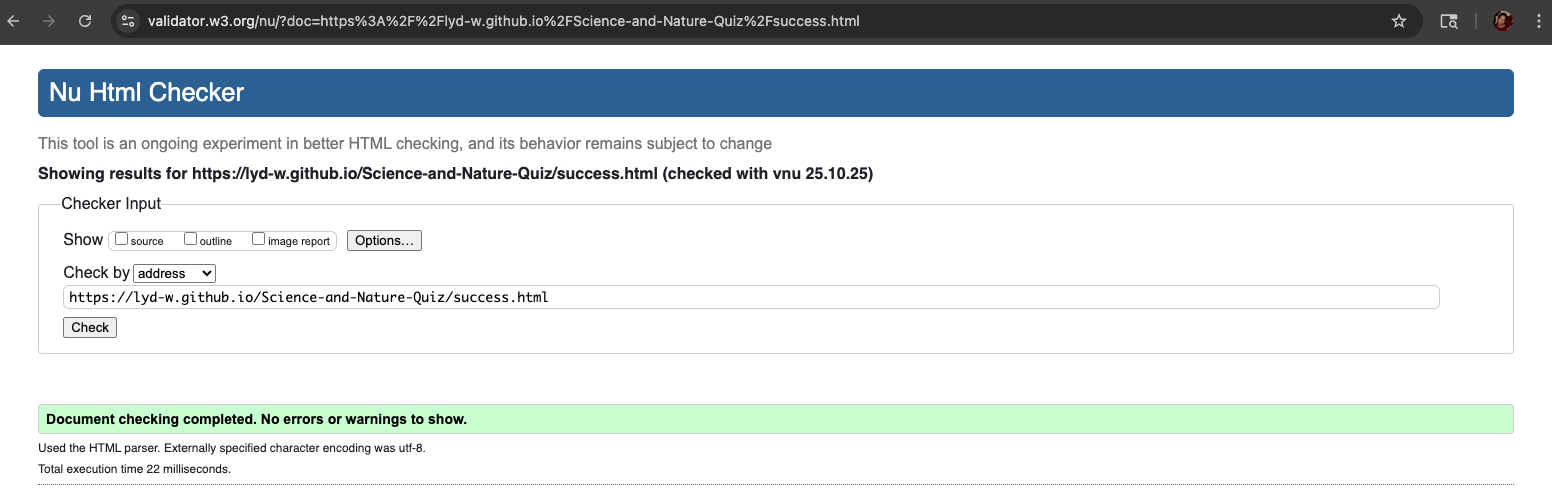 validator.w3.org/nu/?doc=https%3A%2F%2Flyd-w.github.io%2FScience-and-Nature-Quiz%2Fsuccess.html
Nu Html Checker
This tool is an ongoing experiment in better HTML checking, and its behavior remains subject to change
Showing results for https://lyd-w.github.io/Science-and-Nature-Quiz/success.html (checked with vnu 25.10.25)
Checker Input
Show source outline image report Options...
Check by address
https://lyd-w.github.io/Science-and-Nature-Quiz/success.html
Check
Document checking completed. No errors or warnings to show.
Used the HTML parser. Externally specified character encoding was utf-8.
Total execution time 22 milliseconds.